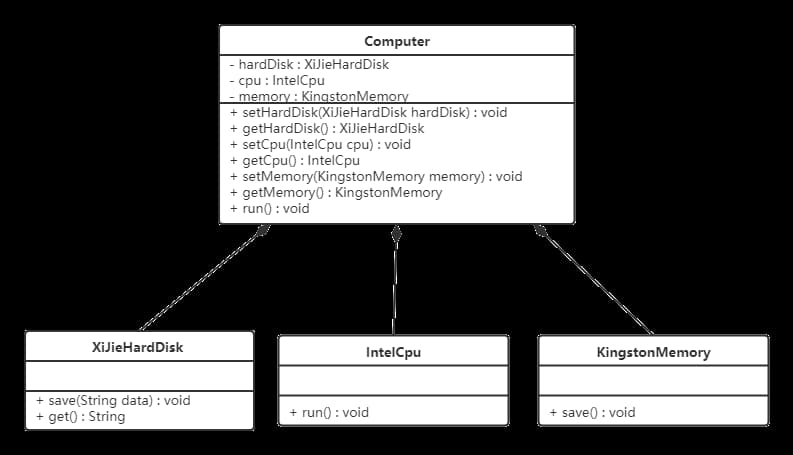 Computer
- hardDisk : XiJieHardDisk
- cpu : IntelCpu
- memory : KingstonMemory
+ setHardDisk(XiJieHardDisk hardDisk) : void
+ getHardDisk() : XiJieHardDisk
+ setCpu(IntelCpu cpu) : void
+ getCpu() : IntelCpu
+ setMemory(KingstonMemory memory) : void
+ getMemory() : KingstonMemory
+ run() : void
XiJieHardDisk
+ save(String data) : void
+ get() : String
IntelCpu
+ run() : void
KingstonMemory
+ save() : void